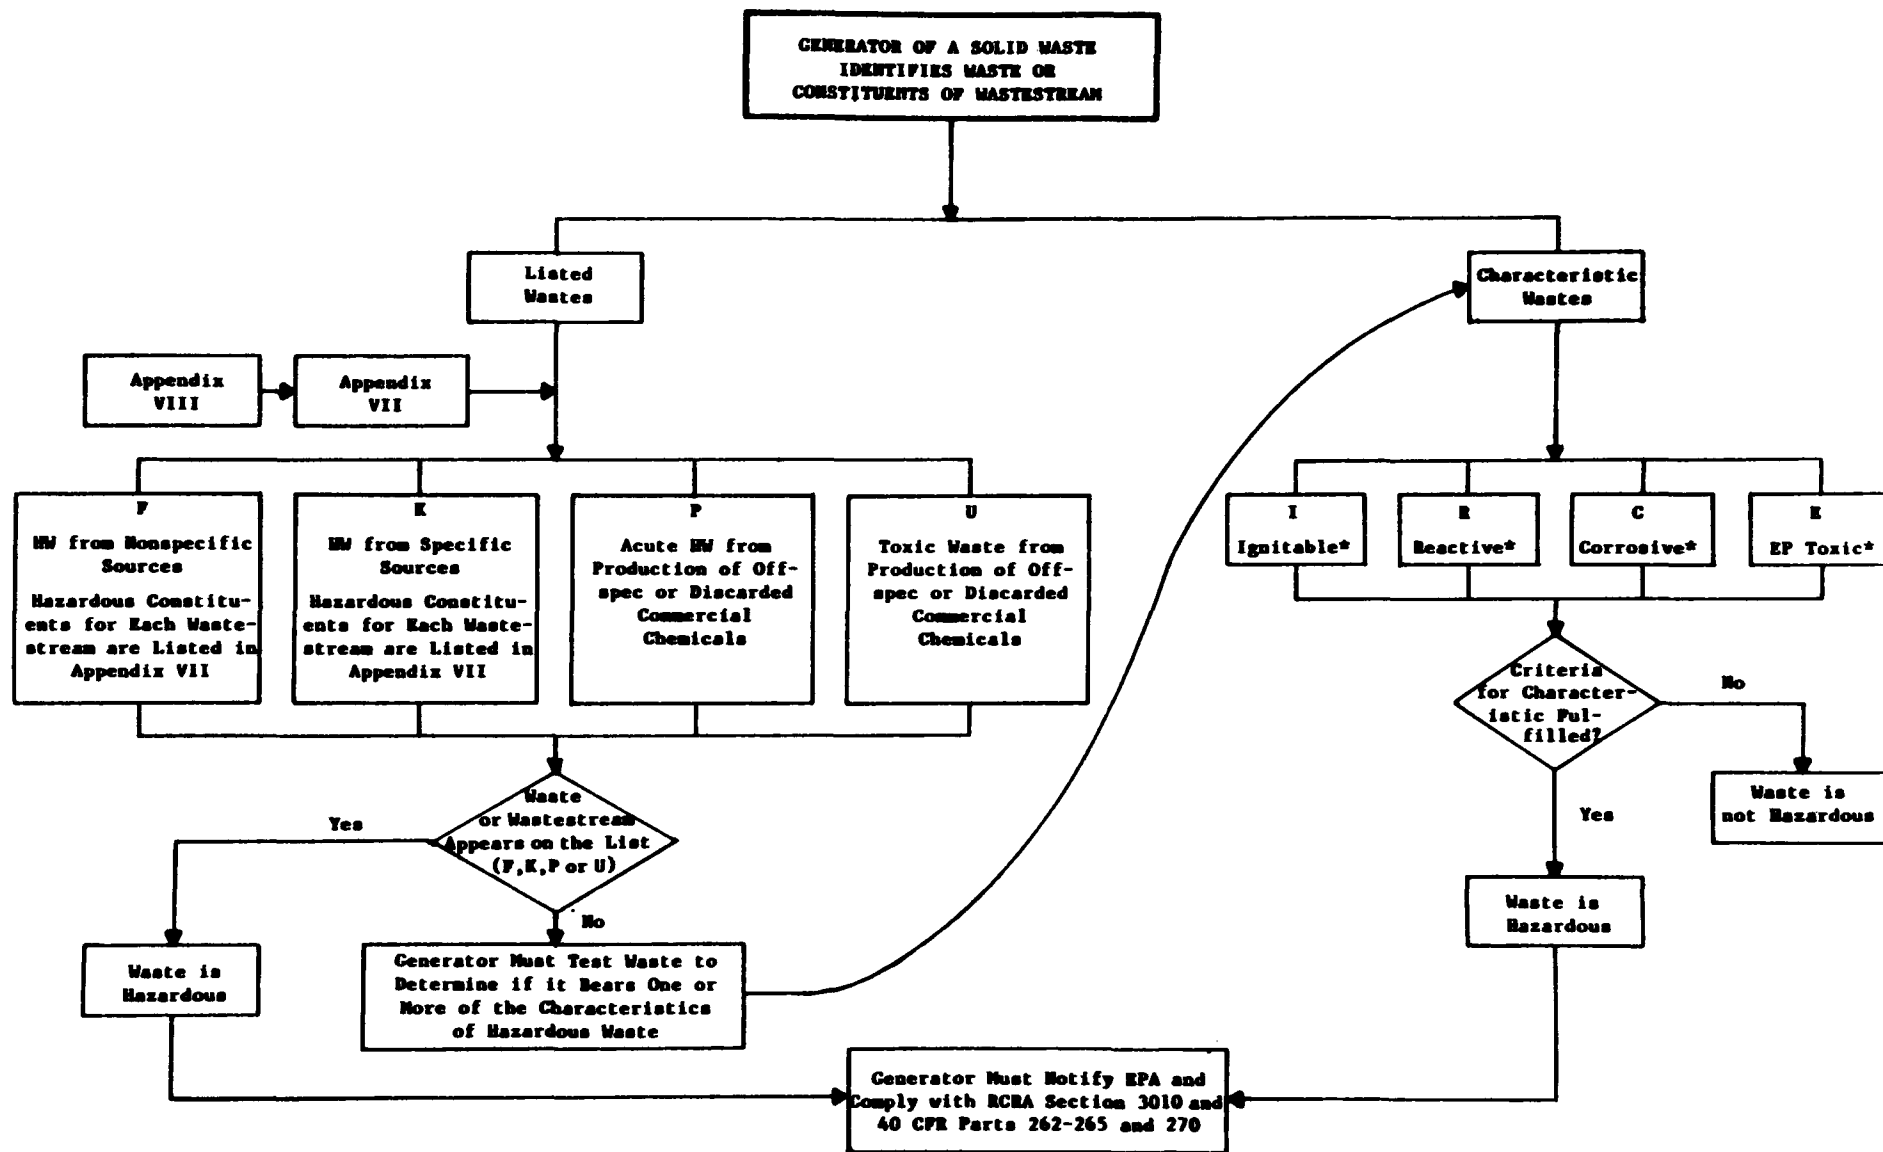 GENERATOR OF A SOLID WASTE
IDENTIFIES WASTE OR
CONSTITUENTS OF WASTESTREAM
Listed
Wastes
Characteristic
Wastes
Appendix
VIII
Appendix
VII
F
HW from Nonspecific
Sources
Hazardous Constitu-
ents for Each Waste-
stream are Listed in
Appendix VII
K
HW from Specific
Sources
Hazardous Constitu-
ents for Each Waste-
stream are Listed in
Appendix VII
P
Acute HW from
Production of Off-
spec or Discarded
Commercial
Chemicals
U
Toxic Waste from
Production of Off-
spec or Discarded
Commercial
Chemicals
I
Ignitable*
R
Reactive*
C
Corrosive*
E
EP Toxic*
Criteria
for Character-
istic Ful-
filled?
No
Waste is
not Hazardous
Yes
Waste is
Hazardous
Waste
or Wastestream
Appears on the List
(F,K,P or U)
Yes
No
Waste is
Hazardous
Generator Must Test Waste to
Determine if it Bears One or
More of the Characteristics
of Hazardous Waste
Generator Must Notify EPA and
Comply with RCRA Section 3010 and
40 CFR Parts 262-265 and 270